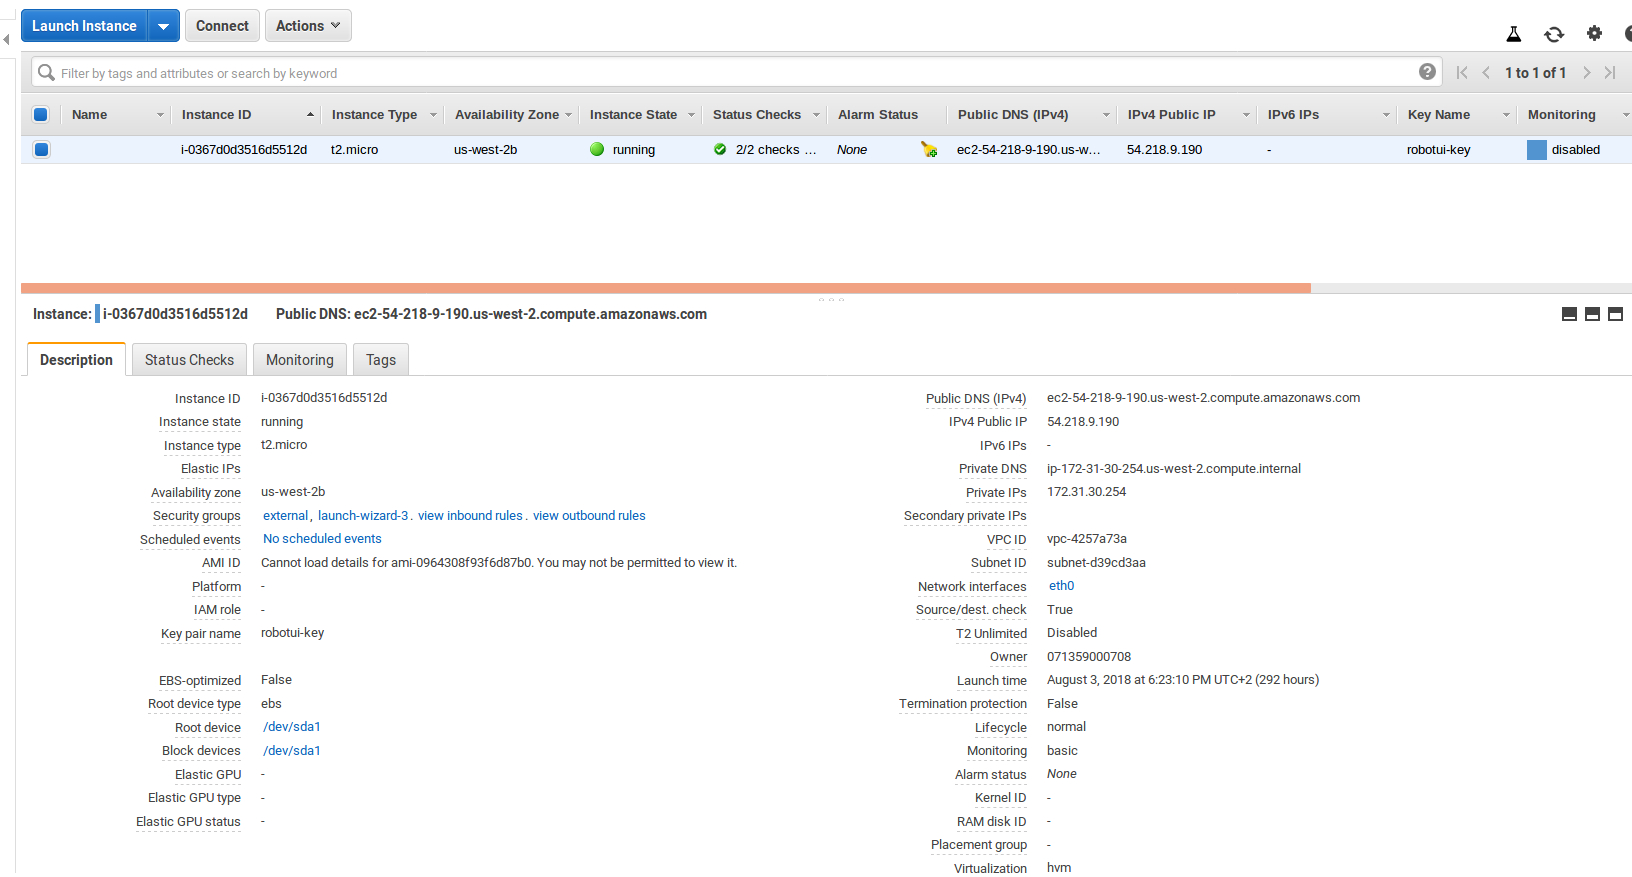 Launch Instance Connect Actions
Filter by tags and attributes or search by keyword 1 to 1 of 1
Name Instance ID Instance Type Availability Zone Instance State Status Checks Alarm Status Public DNS (IPv4) IPv4 Public IP IPv6 IPs Key Name Monitoring
i-0367d0d3516d5512d t2.micro us-west-2b running 2/2 checks ... None ec2-54-218-9-190.us-w... 54.218.9.190 - robotui-key disabled
Instance: i-0367d0d3516d5512d Public DNS: ec2-54-218-9-190.us-west-2.compute.amazonaws.com
Description Status Checks Monitoring Tags
Instance ID i-0367d0d3516d5512d Public DNS (IPv4) ec2-54-218-9-190.us-west-2.compute.amazonaws.com
Instance state running IPv4 Public IP 54.218.9.190
Instance type t2.micro IPv6 IPs -
Elastic IPs Private DNS ip-172-31-30-254.us-west-2.compute.internal
Availability zone us-west-2b Private IPs 172.31.30.254
Security groups external, launch-wizard-3. view inbound rules. view outbound rules Secondary private IPs
Scheduled events No scheduled events VPC ID vpc-4257a73a
AMI ID Cannot load details for ami-0964308f93f6d87b0. You may not be permitted to view it. Subnet ID subnet-d39cd3aa
Platform - Network interfaces eth0
IAM role - Source/dest. check True
Key pair name robotui-key T2 Unlimited Disabled
Owner 071359000708
EBS-optimized False Launch time August 3, 2018 at 6:23:10 PM UTC+2 (292 hours)
Root device type ebs Termination protection False
Root device /dev/sda1 Lifecycle normal
Block devices /dev/sda1 Monitoring basic
Elastic GPU - Alarm status None
Elastic GPU type - Kernel ID -
Elastic GPU status - RAM disk ID -
Placement group -
Virtualization hvm